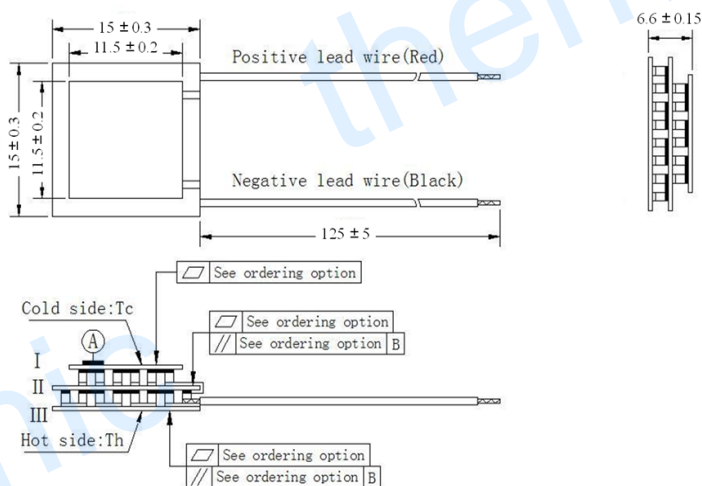 15 ± 0.3
11.5 ± 0.2
15 ± 0.3
11.5 ± 0.2
Positive lead wire(Red)
Negative lead wire(Black)
125 ± 5
6.6 ± 0.15
See ordering option
Cold side:Tc
See ordering option
// See ordering option B
A
I
II
III
Hot side:Th
See ordering option
// See ordering option B